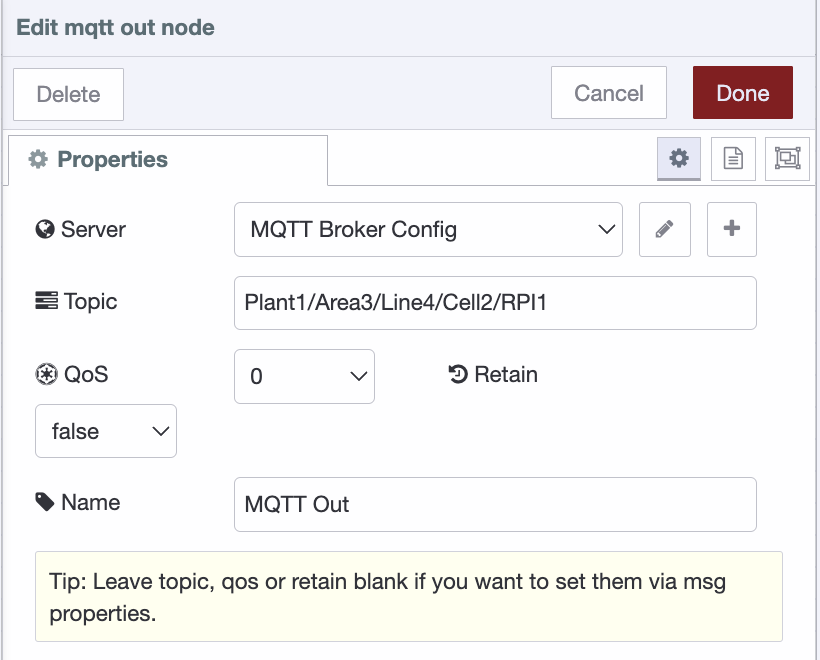 Edit mqtt out node
Delete
Cancel
Done
Properties
Server
MQTT Broker Config
Topic
Plant1/Area3/Line4/Cell2/RPI1
QoS
0
Retain
false
Name
MQTT Out
Tip: Leave topic, qos or retain blank if you want to set them via msg
properties.